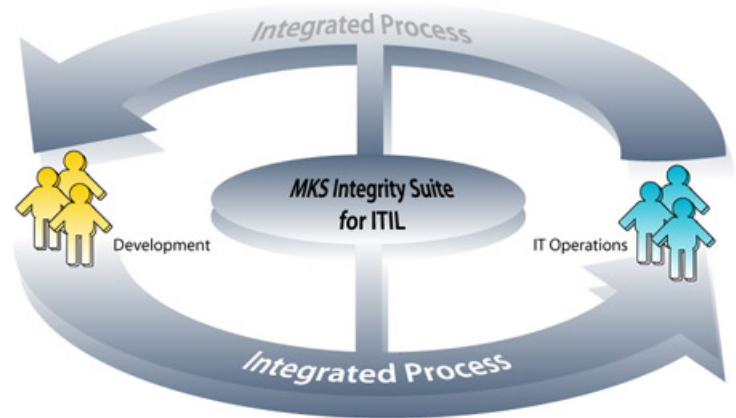 Integrated Process
MKS Integrity Suite
for ITIL
Development
IT Operations
Integrated Process